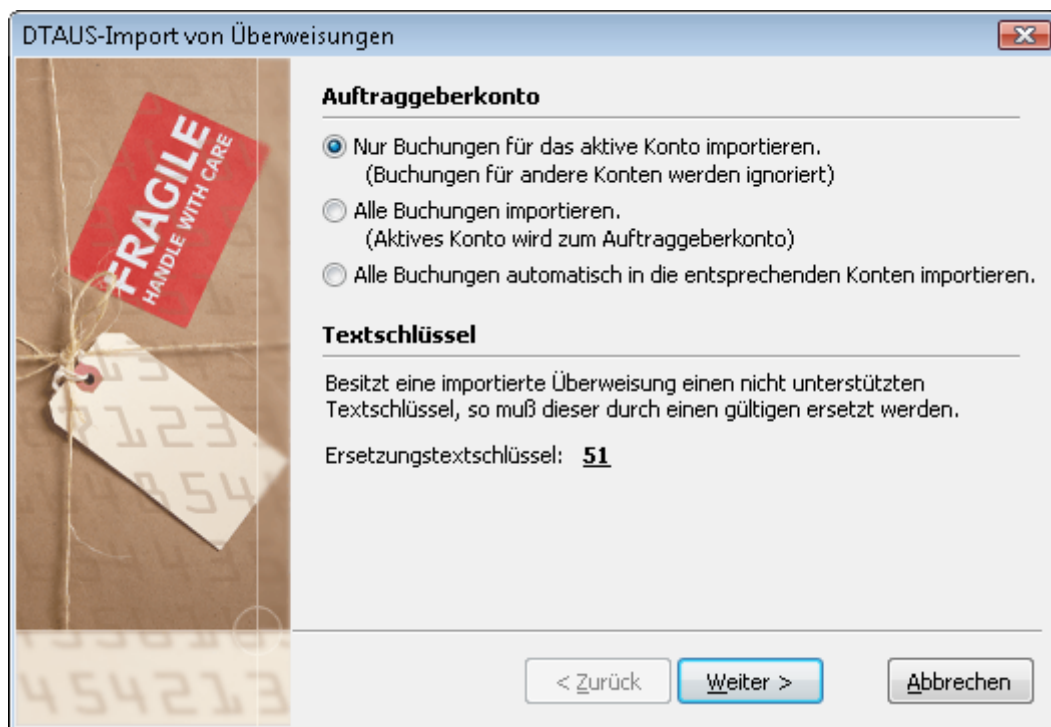 DTAUS-Import von Überweisungen
FRAGILE
HANDLE WITH CARE
Auftraggeberkonto
Nur Buchungen für das aktive Konto importieren.
(Buchungen für andere Konten werden ignoriert)
Alle Buchungen importieren.
(Aktives Konto wird zum Auftraggeberkonto)
Alle Buchungen automatisch in die entsprechenden Konten importieren.
Textschlüssel
Besitzt eine importierte Überweisung einen nicht unterstützten
Textschlüssel, so muß dieser durch einen gültigen ersetzt werden.
Ersetzungstextschlüssel: 51
454213
< Zurück
Weiter >
Abbrechen